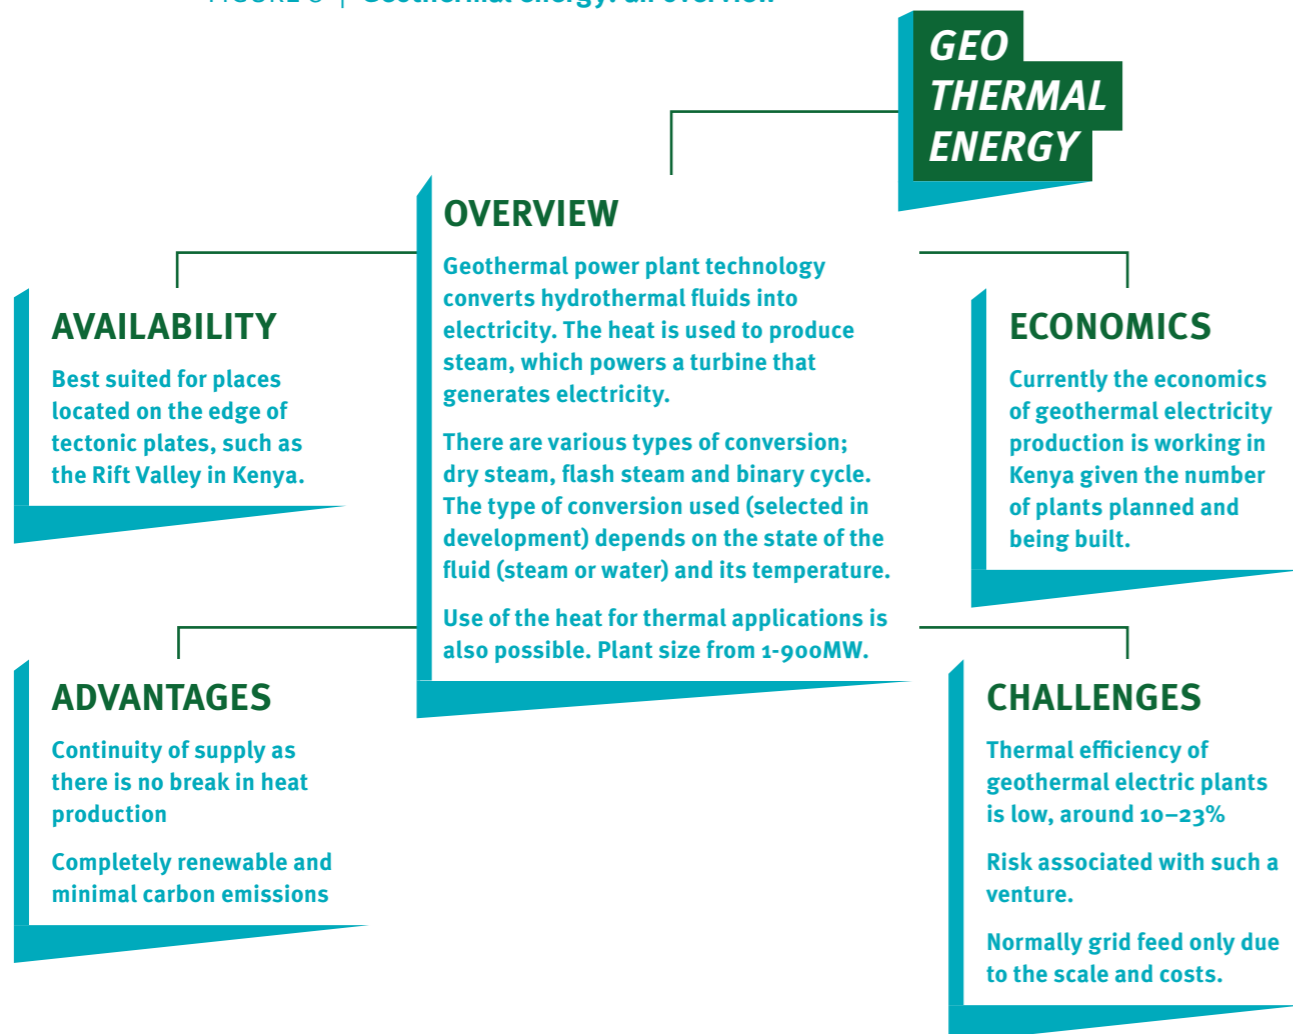 FIGURE 8 | Geothermal energy: an overview
GEO
THERMAL
ENERGY
OVERVIEW
Geothermal power plant technology
converts hydrothermal fluids into
electricity. The heat is used to produce
steam, which powers a turbine that
generates electricity.
There are various types of conversion;
dry steam, flash steam and binary cycle.
The type of conversion used (selected in
development) depends on the state of the
fluid (steam or water) and its temperature.
Use of the heat for thermal applications is
also possible. Plant size from 1-900MW.
AVAILABILITY
Best suited for places
located on the edge of
tectonic plates, such as
the Rift Valley in Kenya.
ECONOMICS
Currently the economics
of geothermal electricity
production is working in
Kenya given the number
of plants planned and
being built.
ADVANTAGES
Continuity of supply as
there is no break in heat
production
Completely renewable and
minimal carbon emissions
CHALLENGES
Thermal efficiency of
geothermal electric plants
is low, around 10–23%
Risk associated with such a
venture.
Normally grid feed only due
to the scale and costs.